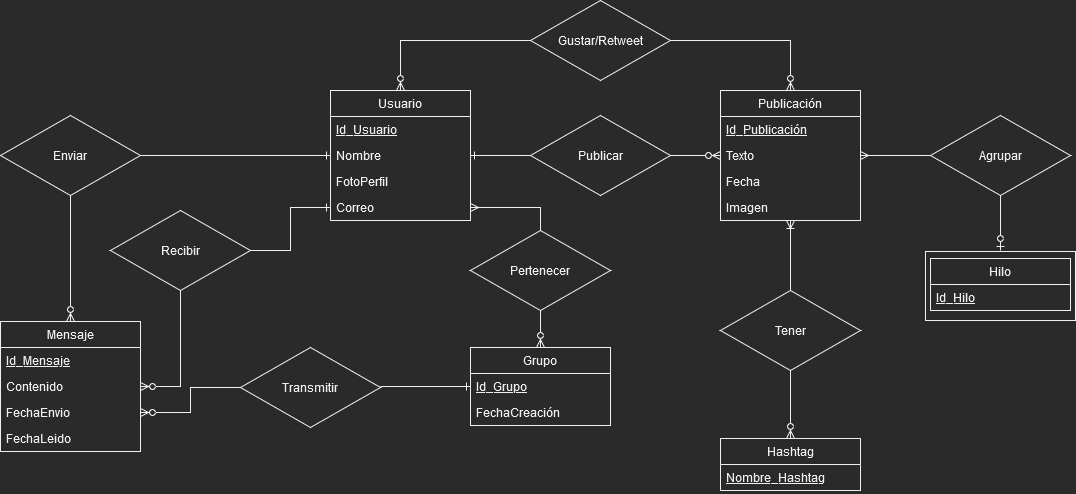 Gustar/Retweet
Usuario
Id_Usuario
Nombre
FotoPerfil
Correo
Publicación
Id_Publicación
Texto
Fecha
Imagen
Enviar
Publicar
Agrupar
Recibir
Pertenecer
Hilo
Id_Hilo
Mensaje
Id_Mensaje
Contenido
FechaEnvio
FechaLeido
Transmitir
Grupo
Id_Grupo
FechaCreación
Tener
Hashtag
Nombre_Hashtag